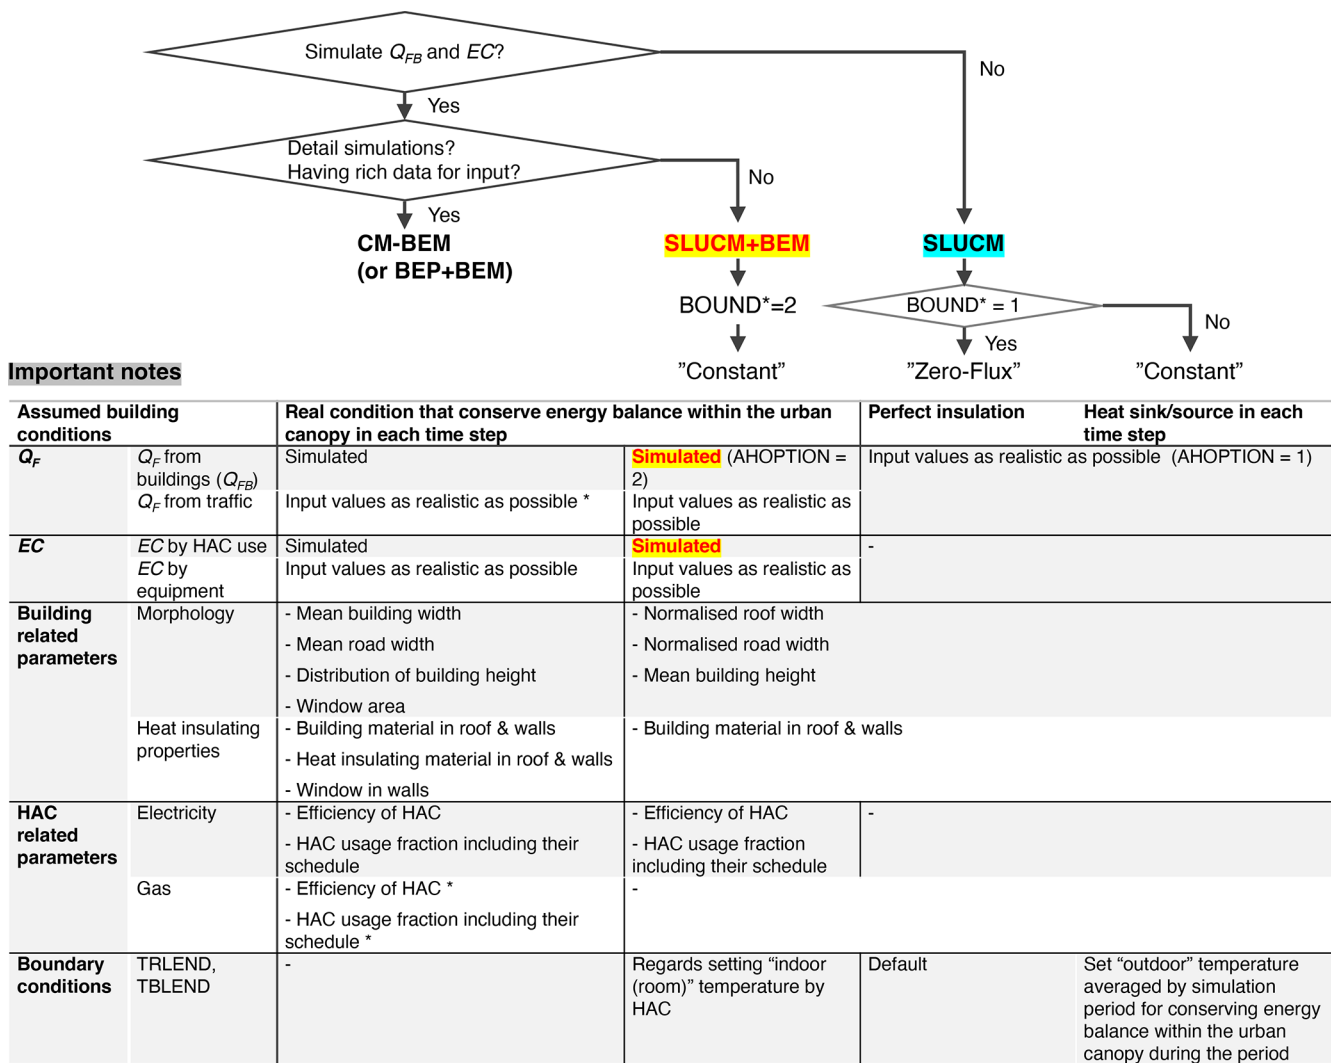 Simulate QFB and EC?
No
Yes
Detail simulations?
Having rich data for input?
No
Yes
CM-BEM
(or BEP+BEM)
SLUCM+BEM
SLUCM
BOUND*=2
BOUND* = 1
No
Yes
"Constant"
"Zero-Flux"
"Constant"
Important notes
Assumed building
conditions
Real condition that conserve energy balance within the urban
canopy in each time step
Perfect insulation
Heat sink/source in each
time step
QF
QF from
buildings (QFB)
Simulated
Simulated (AHOPTION =
2)
Input values as realistic as possible (AHOPTION = 1)
QF from traffic
Input values as realistic as possible *
Input values as realistic as
possible
EC
EC by HAC use
Simulated
Simulated
-
EC by
equipment
Input values as realistic as possible
Input values as realistic as
possible
Building
related
parameters
Morphology
- Mean building width
- Mean road width
- Distribution of building height
- Window area
- Normalised roof width
- Normalised road width
- Mean building height
Heat insulating
properties
- Building material in roof & walls
- Heat insulating material in roof & walls
- Window in walls
- Building material in roof & walls
HAC
related
parameters
Electricity
- Efficiency of HAC
- HAC usage fraction including their
schedule
- Efficiency of HAC
- HAC usage fraction
including their schedule
-
Gas
- Efficiency of HAC *
- HAC usage fraction including their
schedule *
-
Boundary
conditions
TRLEND,
TBLEND
-
Regards setting "indoor
(room)" temperature by
HAC
Default
Set "outdoor" temperature
averaged by simulation
period for conserving energy
balance within the urban
canopy during the period